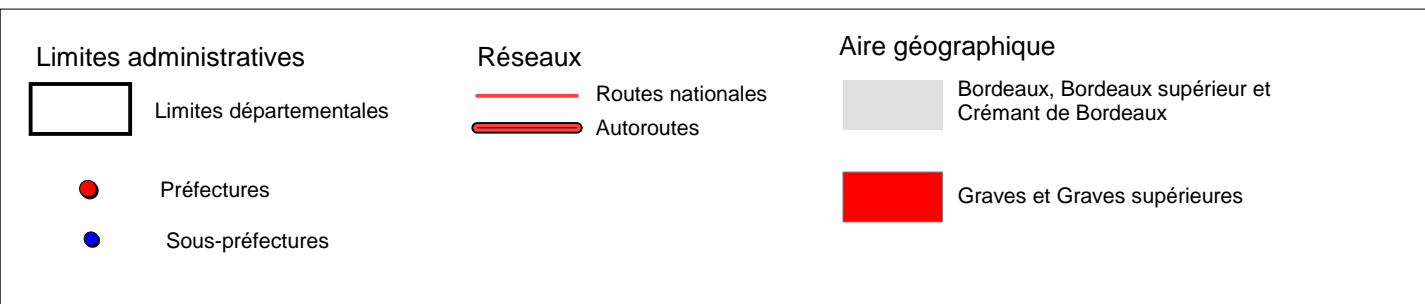 Limites administratives
Limites départementales
Préfectures
Sous-préfectures
Réseaux
Routes nationales
Autoroutes
Aire géographique
Bordeaux, Bordeaux supérieur et
Crémant de Bordeaux
Graves et Graves supérieures